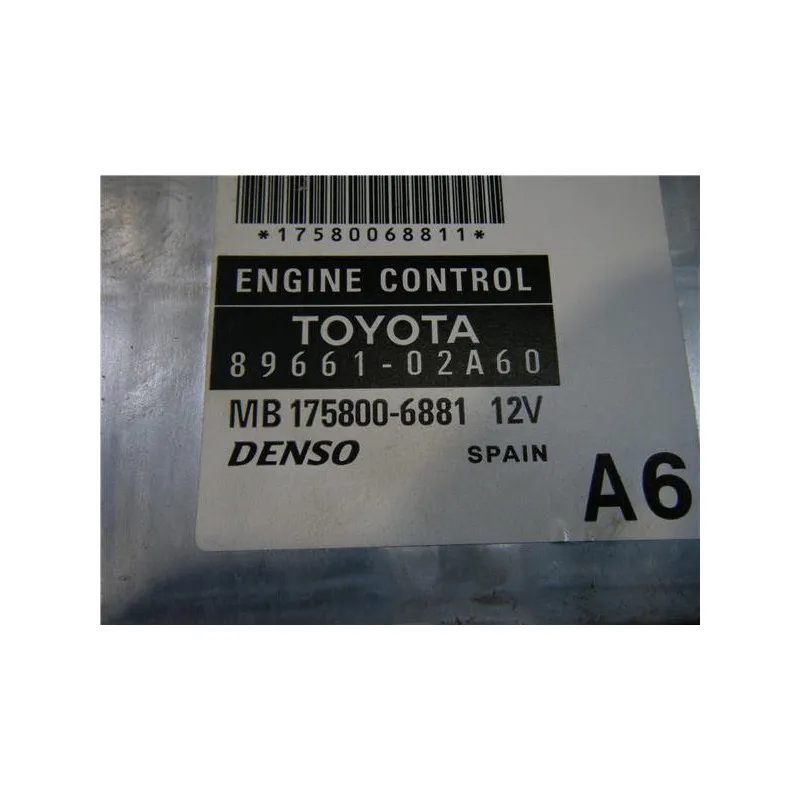 *17580068811*
ENGINE CONTROL
TOYOTA
89661-02A60
MB 175800-6881 12V
DENSO SPAIN
A6